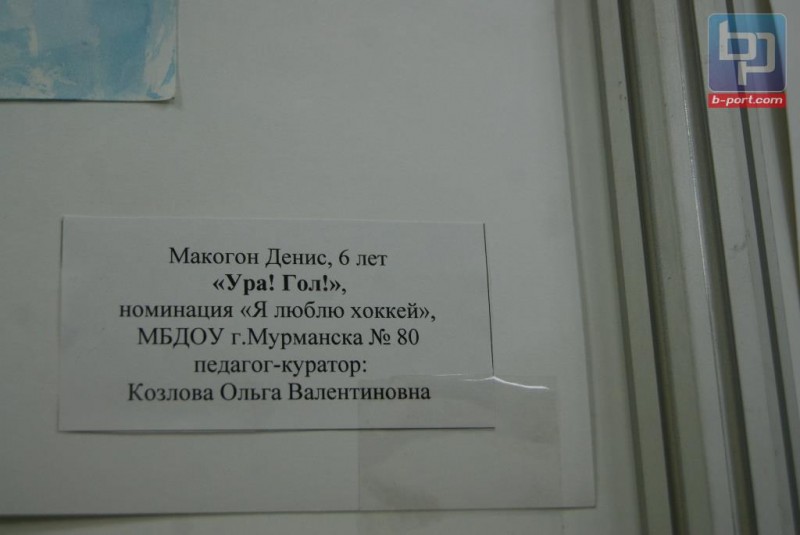 bp
b-port.com
Макогон Денис, 6 лет
«Ура! Гол!»,
номинация «Я люблю хоккей»,
МБДОУ г.Мурманска № 80
педагог-куратор:
Козлова Ольга Валентиновна